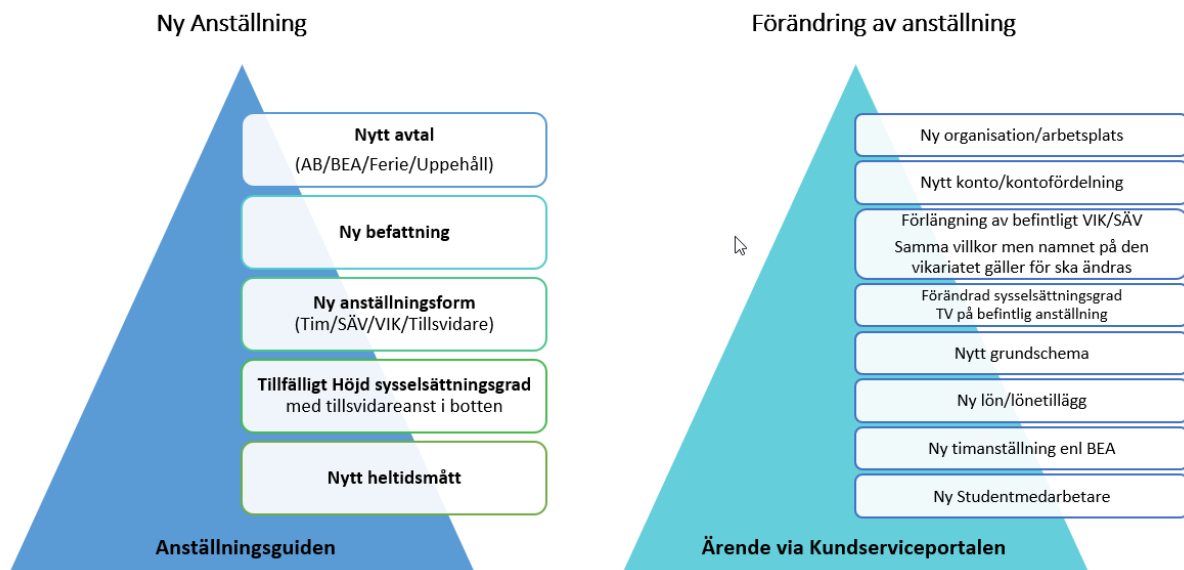 Ny Anställning
Nytt avtal
(AB/BEA/Ferie/Uppehåll)
Ny befattning
Ny anställningsform
(Tim/SÄV/VIK/Tillsvidare)
Tillfälligt Höjd sysselsättningsgrad
med tillsvidareanst i botten
Nytt heltidsmått
Anställningsguiden
Förändring av anställning
Ny organisation/arbetsplats
Nytt konto/kontofördelning
Förlängning av befintligt VIK/SÄV
Samma villkor men namnet på den
vikariatet gäller för ska ändras
Förändrad sysselsättningsgrad
TV på befintlig anställning
Nytt grundschema
Ny lön/lönetillägg
Ny timanställning enl BEA
Ny Studentmedarbetare
Ärende via Kundserviceportalen